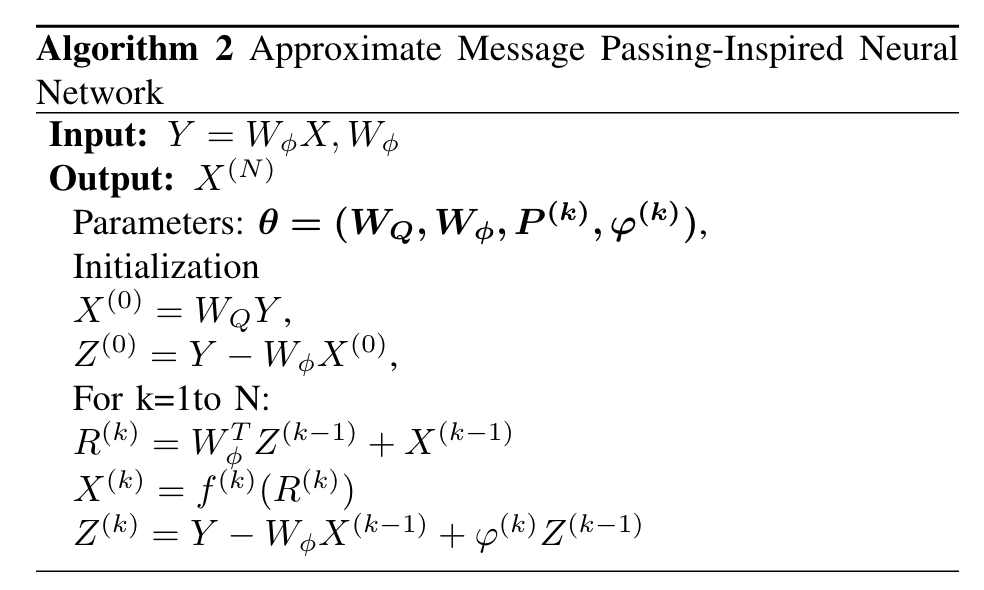 Algorithm 2 Approximate Message Passing-Inspired Neural
Network
Input: $Y = W_{\phi}X, W_{\phi}$
Output: $X^{(N)}$
Parameters: $\boldsymbol{\theta = (W_Q, W_{\phi}, P^{(k)}, \varphi^{(k)})}$,
Initialization
$X^{(0)} = W_Q Y$,
$Z^{(0)} = Y - W_{\phi}X^{(0)}$,
For k=1to N:
$R^{(k)} = W_{\phi}^T Z^{(k-1)} + X^{(k-1)}$
$X^{(k)} = f^{(k)}(R^{(k)})$
$Z^{(k)} = Y - W_{\phi}X^{(k-1)} + \varphi^{(k)}Z^{(k-1)}$